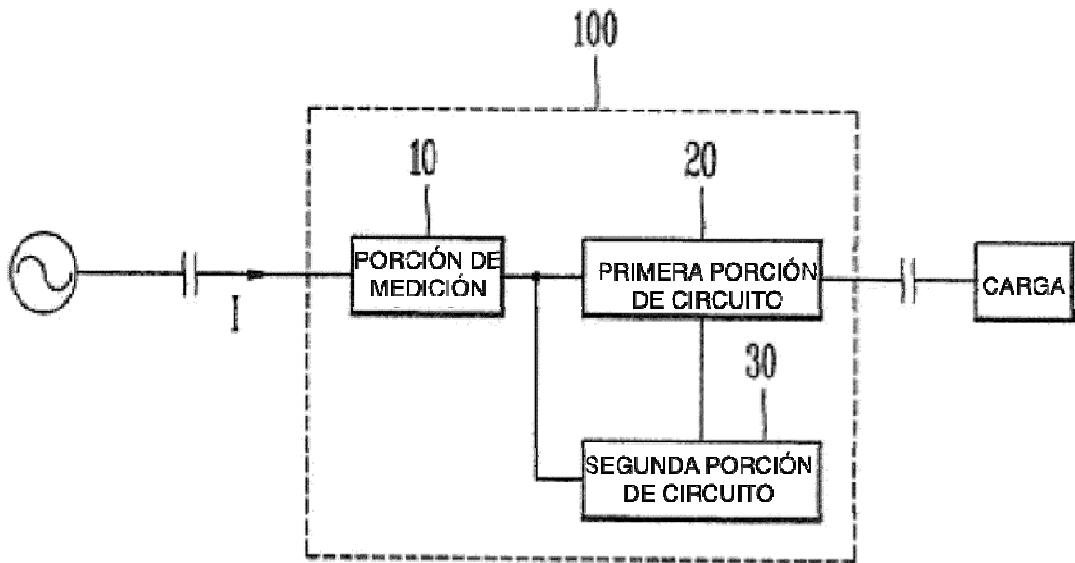 100
10
20
PORCIÓN DE
MEDICIÓN
PRIMERA PORCIÓN
DE CIRCUITO
CARGA
I
30
SEGUNDA PORCIÓN
DE CIRCUITO